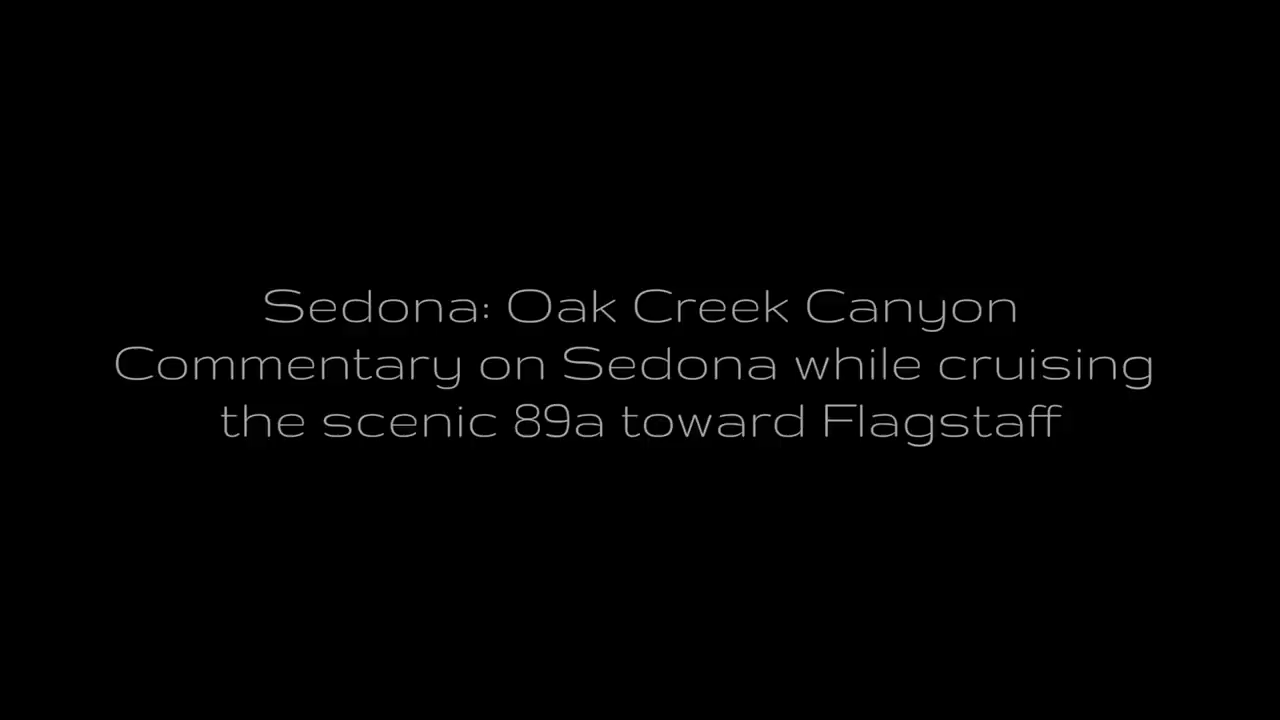 Sedona: Oak Creek Canyon
Commentary on Sedona while cruising
the scenic 89a toward Flagstaff